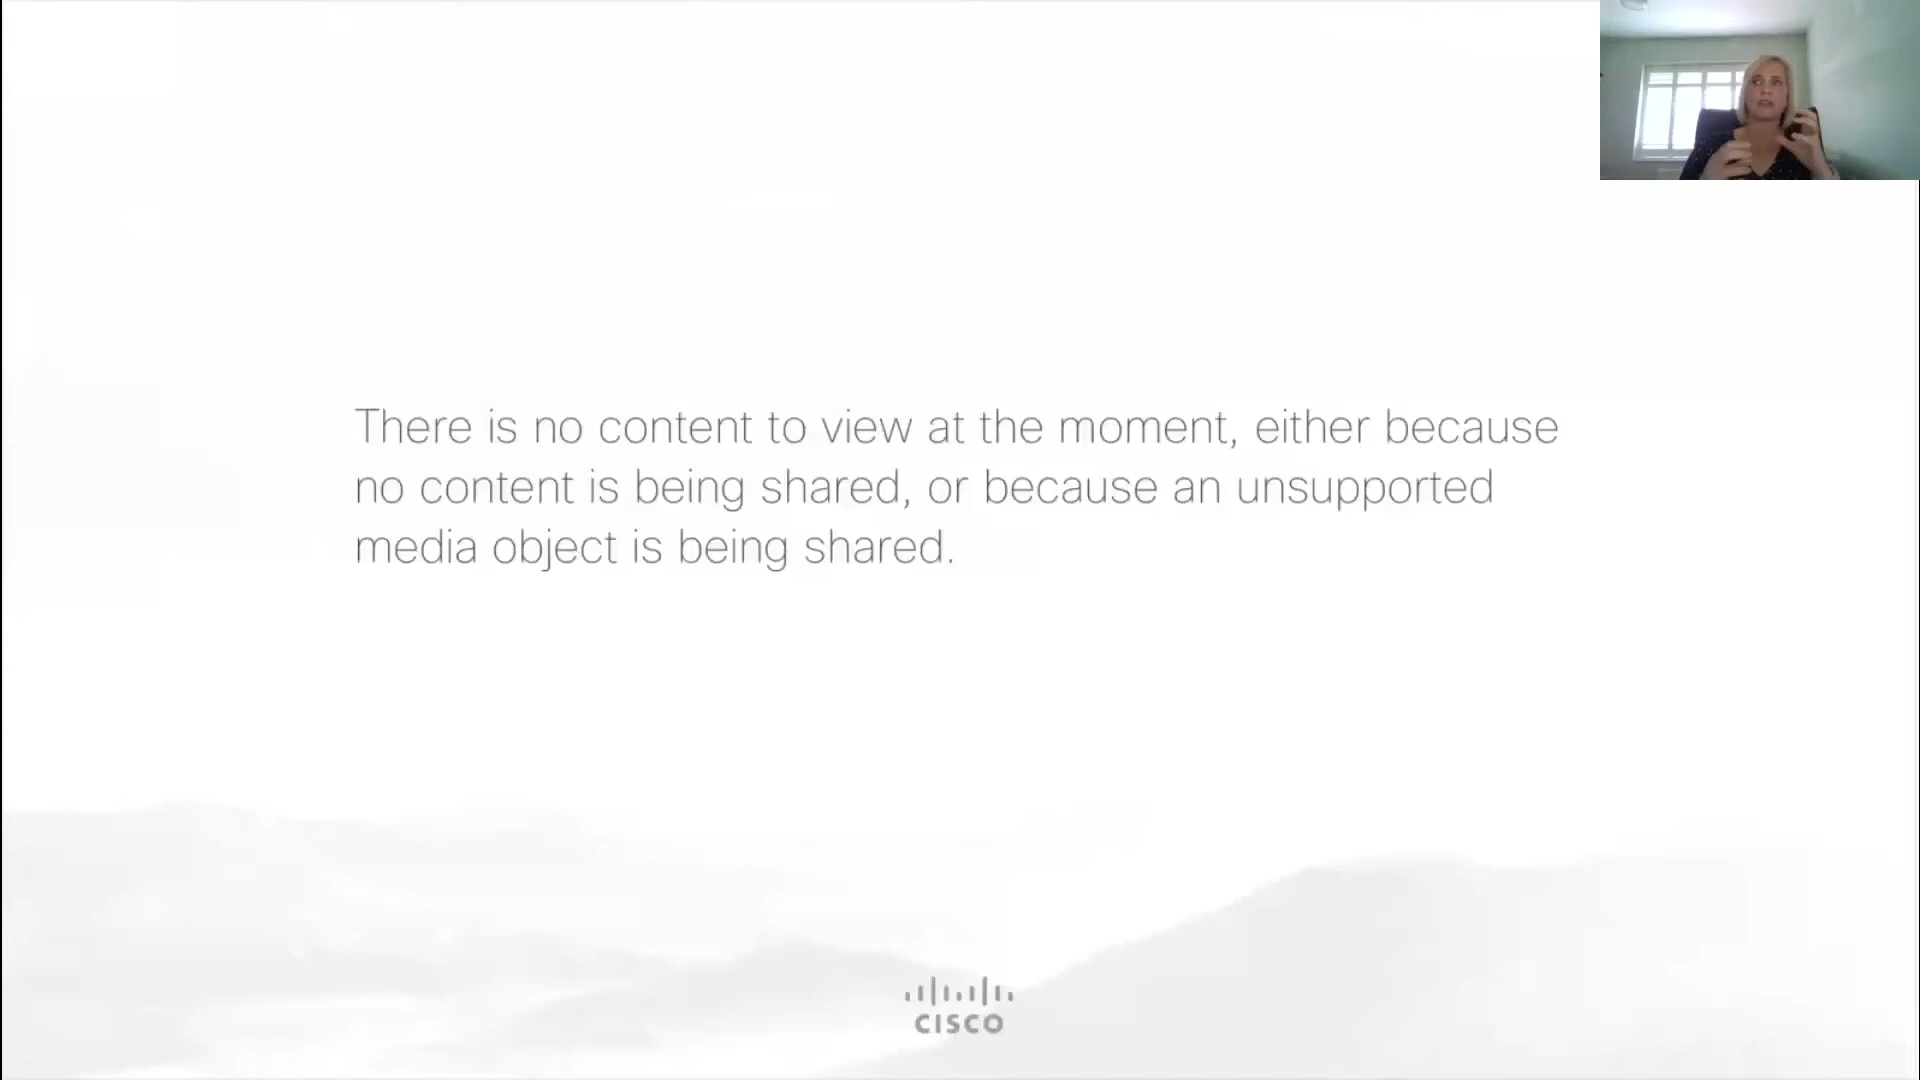 There is no content to view at the moment, either because
no content is being shared, or because an unsupported
media object is being shared.
CISCO